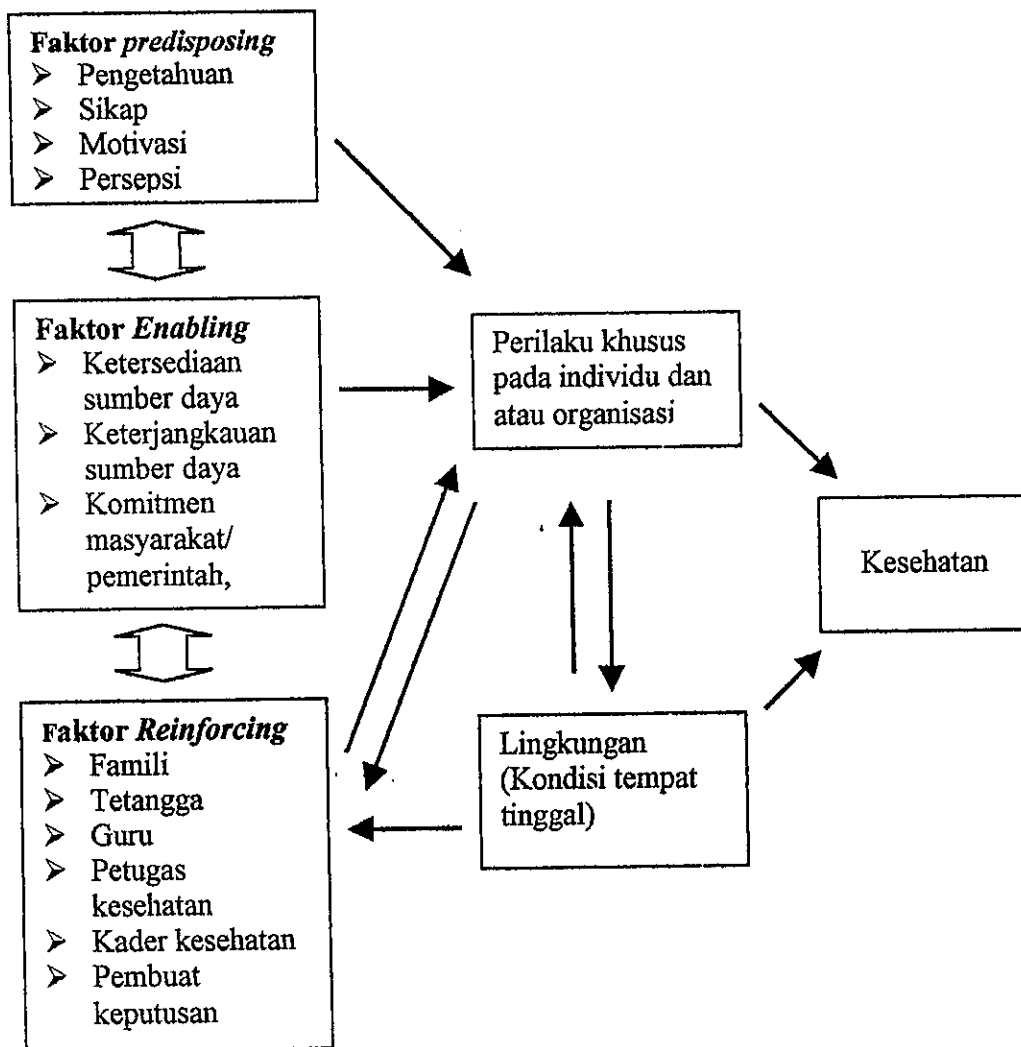 Faktor predisposing
➢ Pengetahuan
➢ Sikap
➢ Motivasi
➢ Persepsi
Faktor Enabling
➢ Ketersediaan
sumber daya
➢ Keterjangkauan
sumber daya
➢ Komitmen
masyarakat/
pemerintah,
Faktor Reinforcing
➢ Famili
➢ Tetangga
➢ Guru
➢ Petugas
kesehatan
➢ Kader kesehatan
➢ Pembuat
keputusan
Perilaku khusus
pada individu dan
atau organisasi
Lingkungan
(Kondisi tempat
tinggal)
Kesehatan